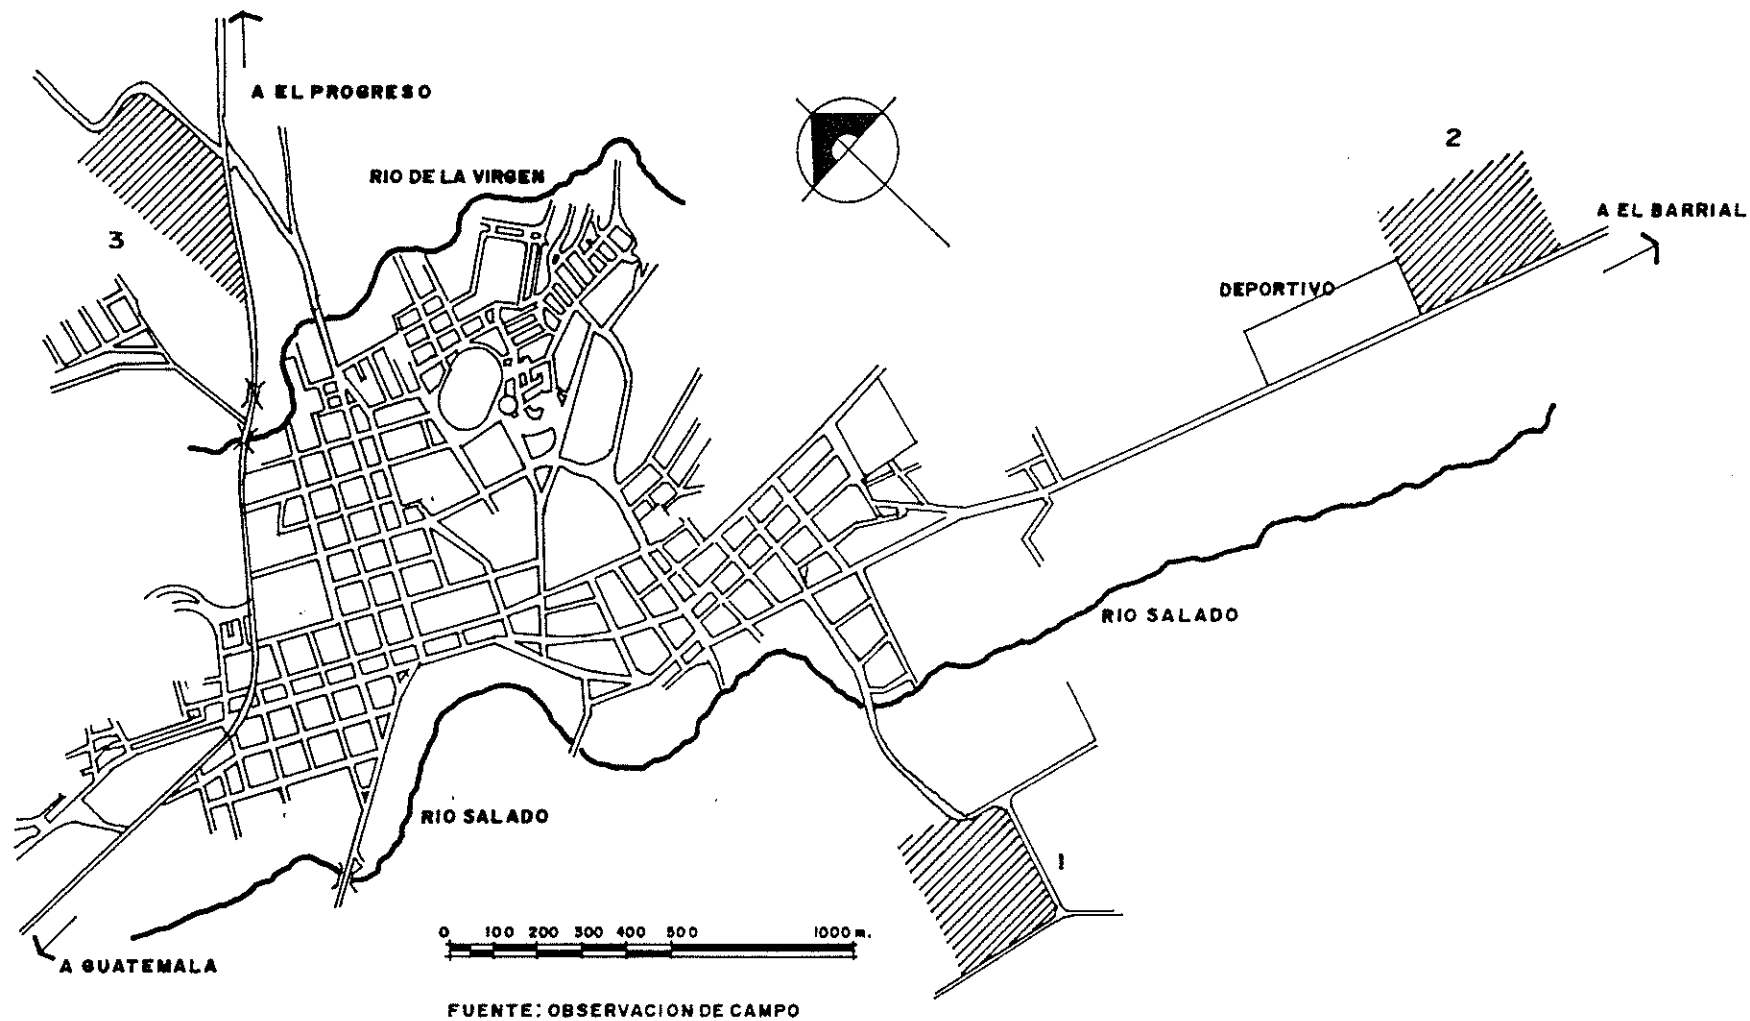 A EL PROGRESO
RIO DE LA VIRGEN
2
A EL BARRIAL
3
DEPORTIVO
RIO SALADO
RIO SALADO
1
0 100 200 300 400 500 1000 m.
A GUATEMALA
FUENTE: OBSERVACION DE CAMPO